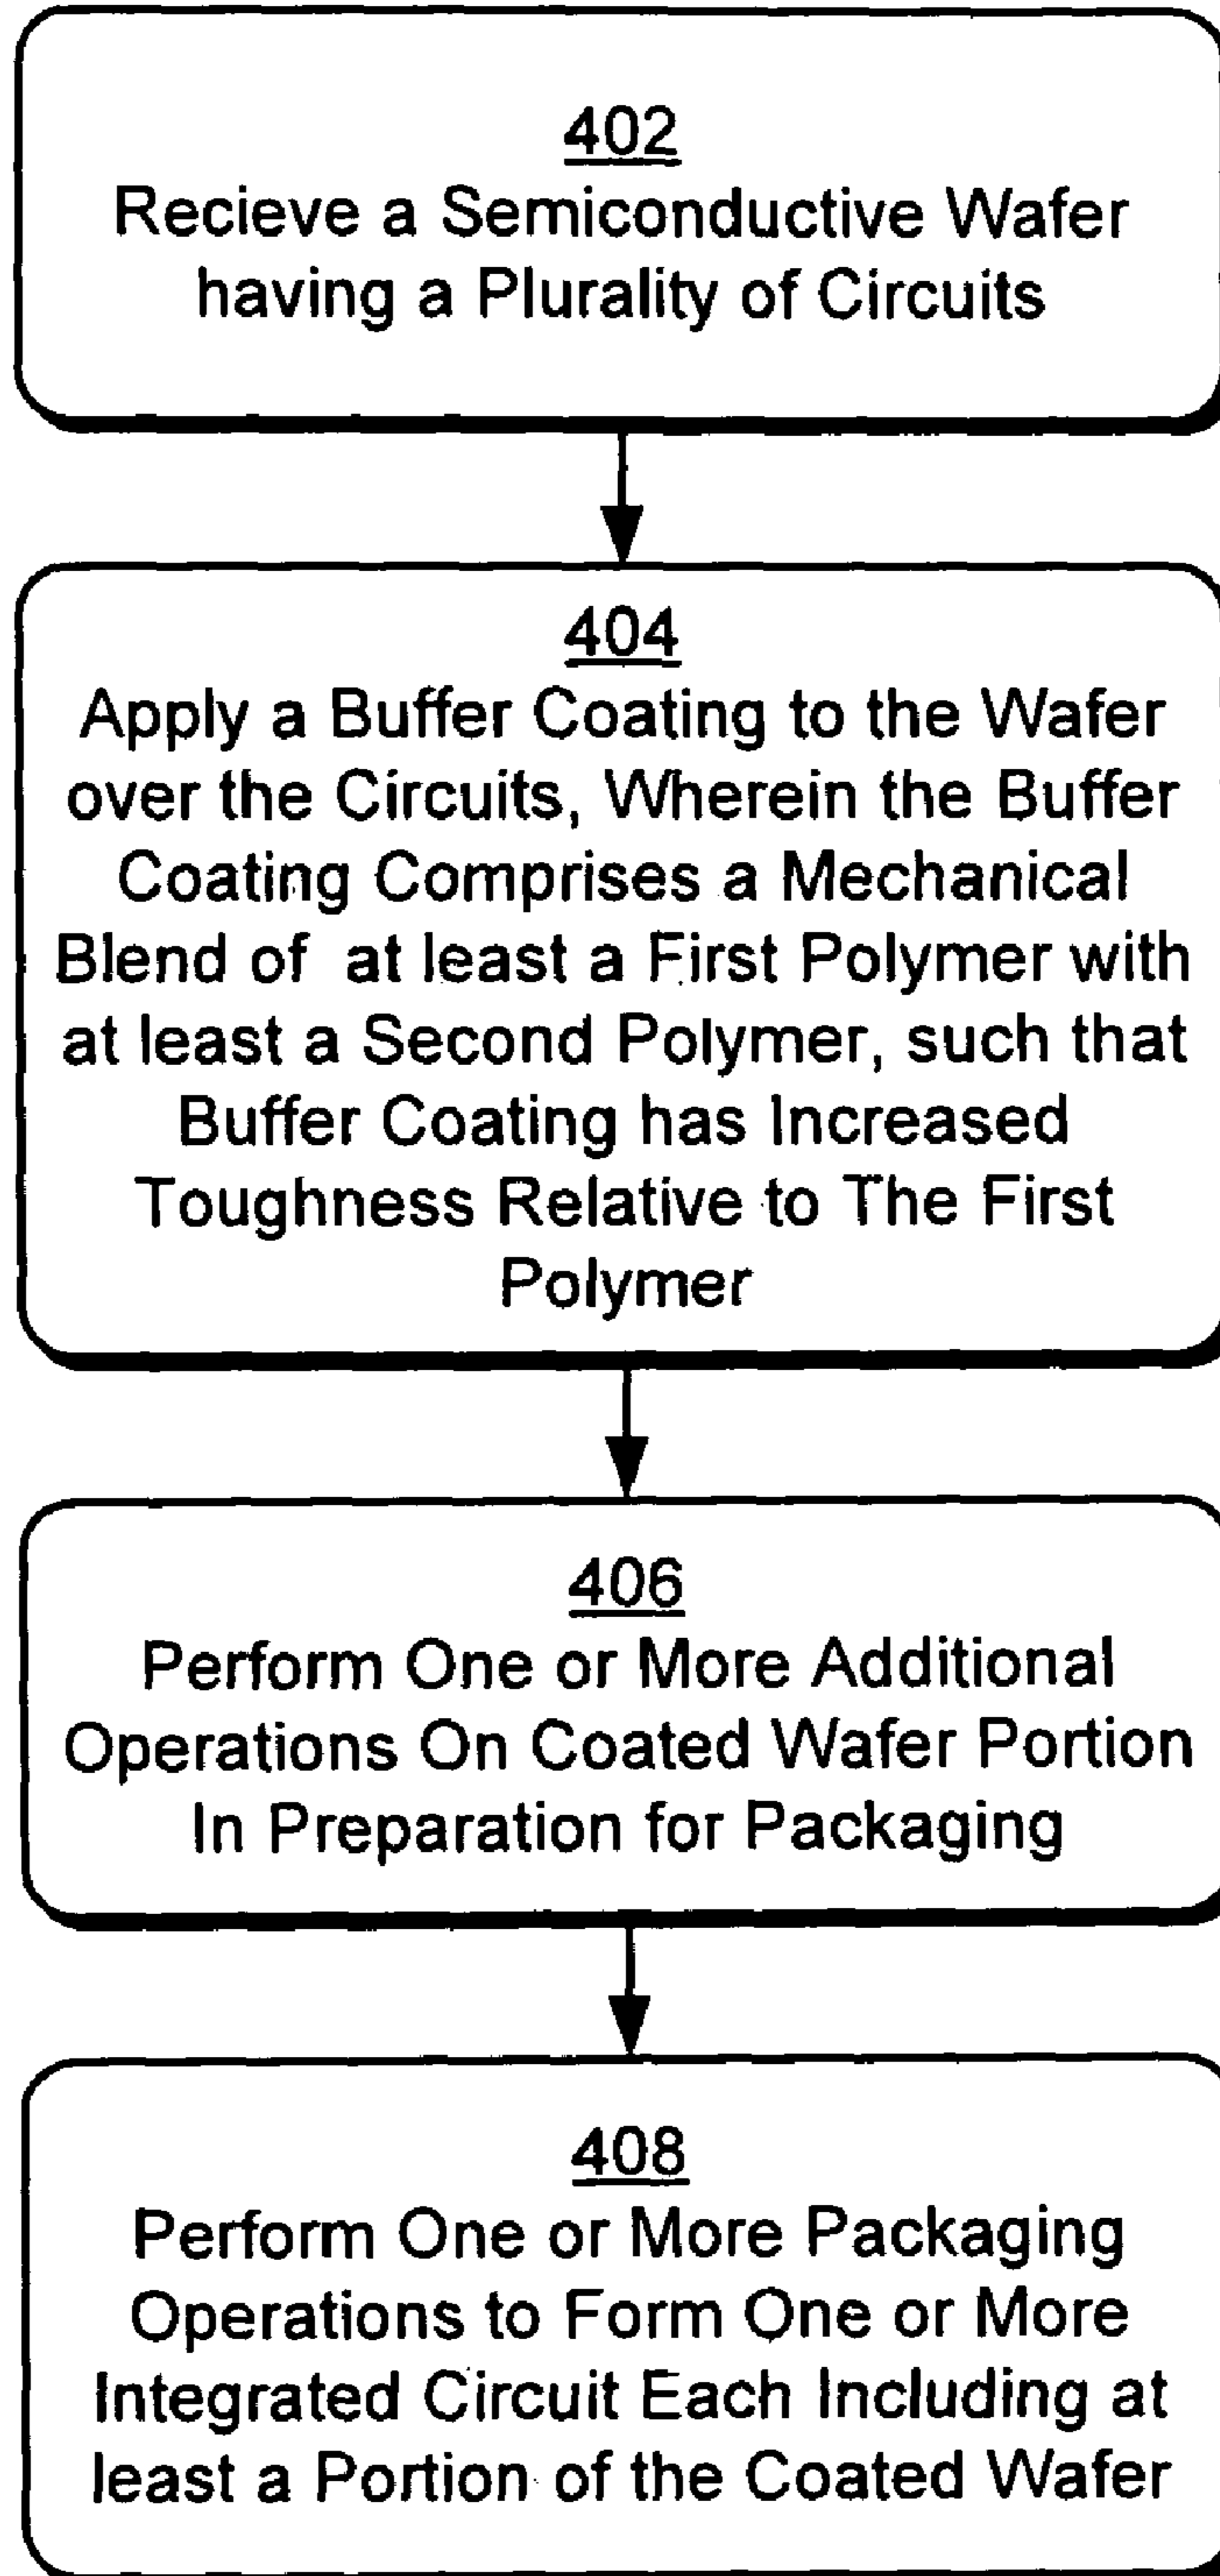 402
Recieve a Semiconductive Wafer
having a Plurality of Circuits
404
Apply a Buffer Coating to the Wafer
over the Circuits, Wherein the Buffer
Coating Comprises a Mechanical
Blend of at least a First Polymer with
at least a Second Polymer, such that
Buffer Coating has Increased
Toughness Relative to The First
Polymer
406
Perform One or More Additional
Operations On Coated Wafer Portion
In Preparation for Packaging
408
Perform One or More Packaging
Operations to Form One or More
Integrated Circuit Each Including at
least a Portion of the Coated Wafer